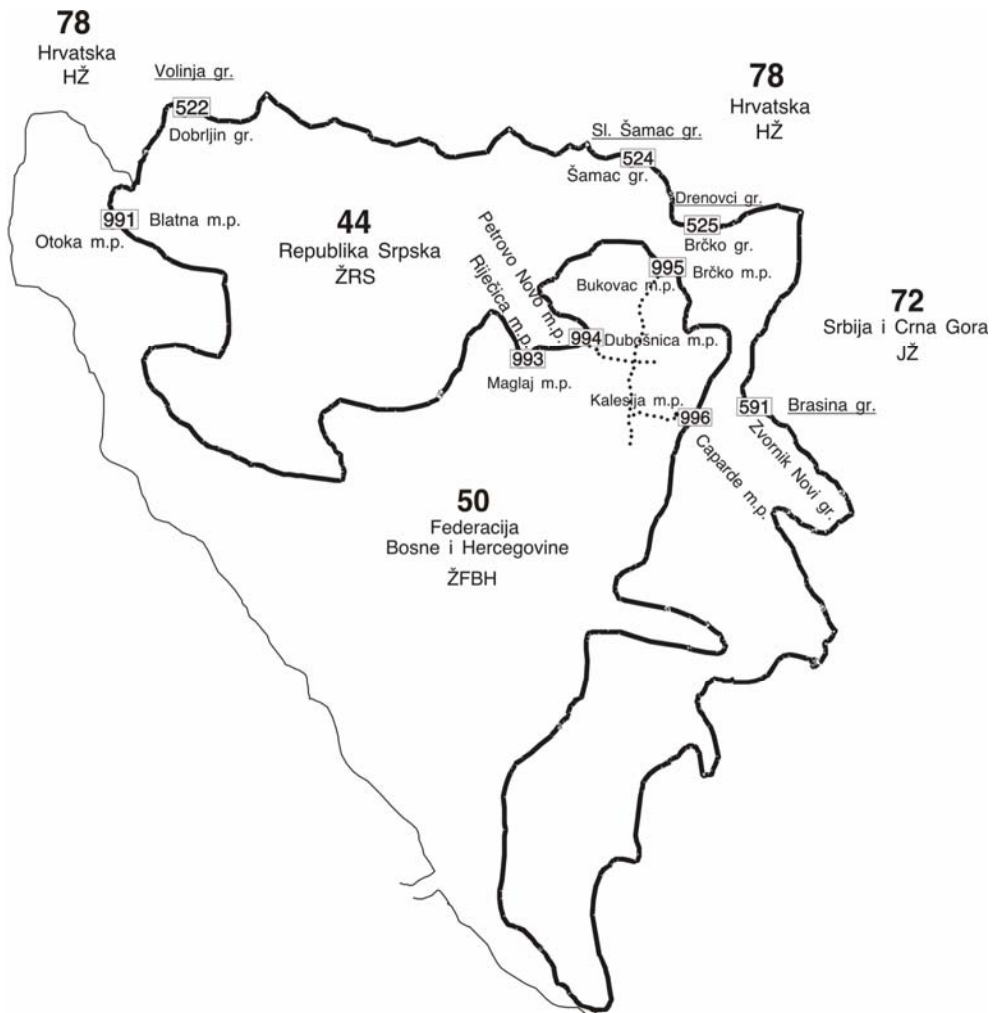 78
Hrvatska
HŽ
Volinja gr.
522
Dobrljin gr.
78
Hrvatska
HŽ
Sl. Šamac gr.
524
Šamac gr.
Drenovci gr.
525
Brčko gr.
991
Blatna m.p.
Otoka m.p.
44
Republika Srpska
ŽRS
Petrovo Novo m.p.
Riječica m.p.
995
Brčko m.p.
Bukovac m.p.
72
Srbija i Crna Gora
JŽ
994
Dubošnica m.p.
993
Maglaj m.p.
Kalesija m.p.
996
Caparde m.p.
591
Brasina gr.
Zvornik Novi gr.
50
Federacija
Bosne i Hercegovine
ŽFBH